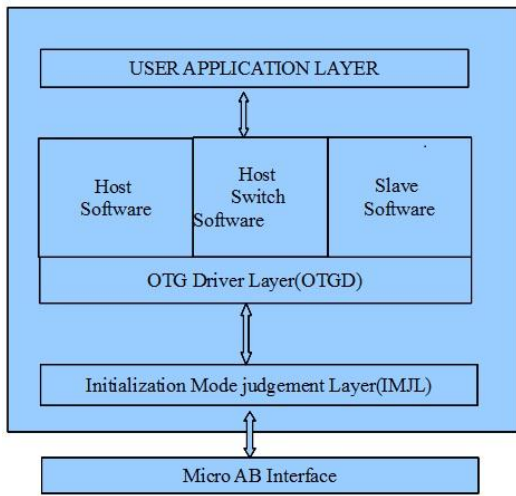 USER APPLICATION LAYER
Host
Software
Host
Switch
Software
Slave
Software
OTG Driver Layer(OTGD)
Initialization Mode judgement Layer(IMJL)
Micro AB Interface